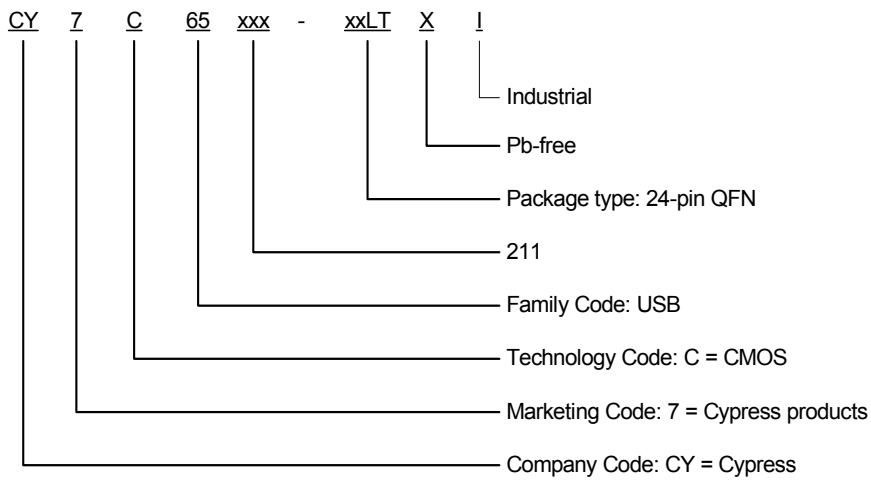 CY 7 C 65 xxx - xxLT X I
Industrial
Pb-free
Package type: 24-pin QFN
211
Family Code: USB
Technology Code: C = CMOS
Marketing Code: 7 = Cypress products
Company Code: CY = Cypress